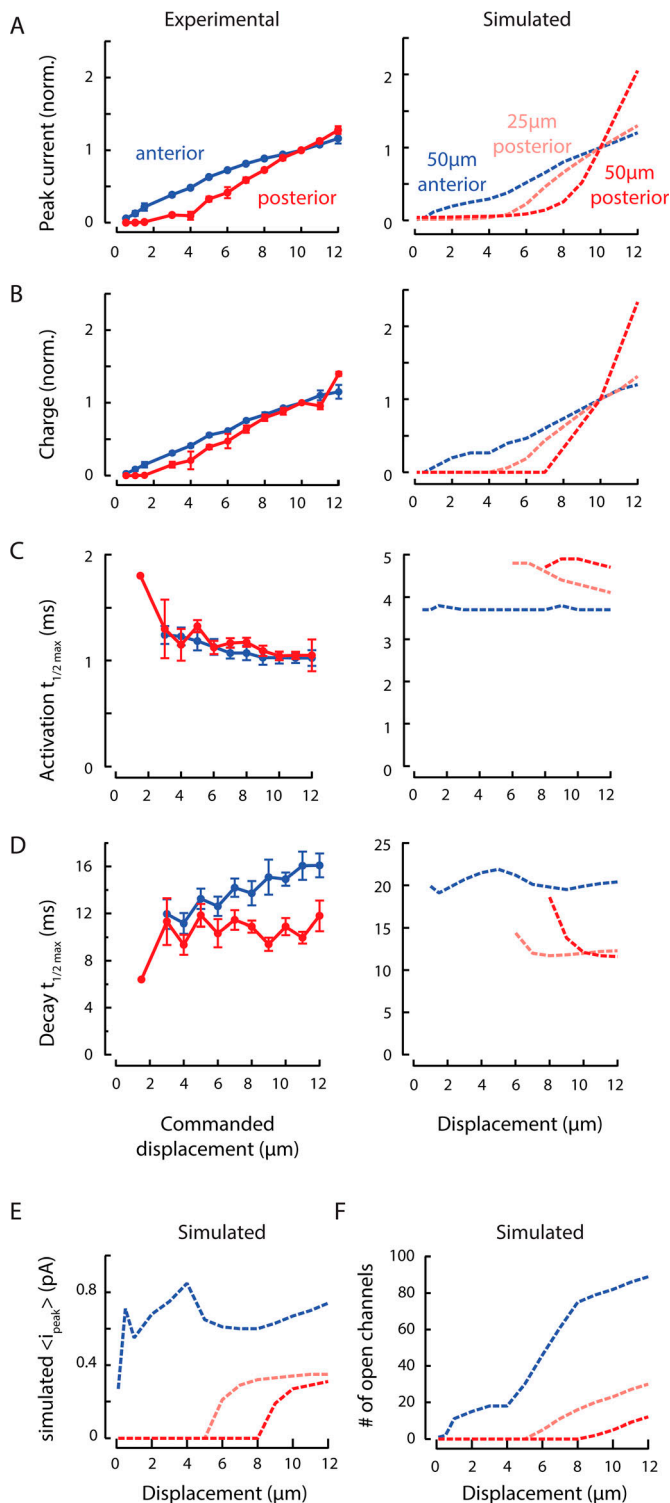 Experimental
Simulated
A
Peak current (norm.)
2
1
0
anterior
posterior
0 2 4 6 8 10 12
2
1
0
25μm
posterior
50μm
anterior
50μm
posterior
0 2 4 6 8 10 12
B
Charge (norm.)
2
1
0
0 2 4 6 8 10 12
2
1
0
0 2 4 6 8 10 12
C
Activation t1/2 max (ms)
2
1
0
0 2 4 6 8 10 12
5
4
3
2
1
0
0 2 4 6 8 10 12
D
Decay t1/2 max (ms)
16
12
8
4
0
0 2 4 6 8 10 12
Commanded
displacement (μm)
25
20
15
10
5
0
0 2 4 6 8 10 12
Displacement (μm)
E
Simulated
simulated <ipeak> (pA)
0.8
0.4
0
0 2 4 6 8 10 12
Displacement (μm)
F
Simulated
# of open channels
100
80
60
40
20
0
0 2 4 6 8 10 12
Displacement (μm)